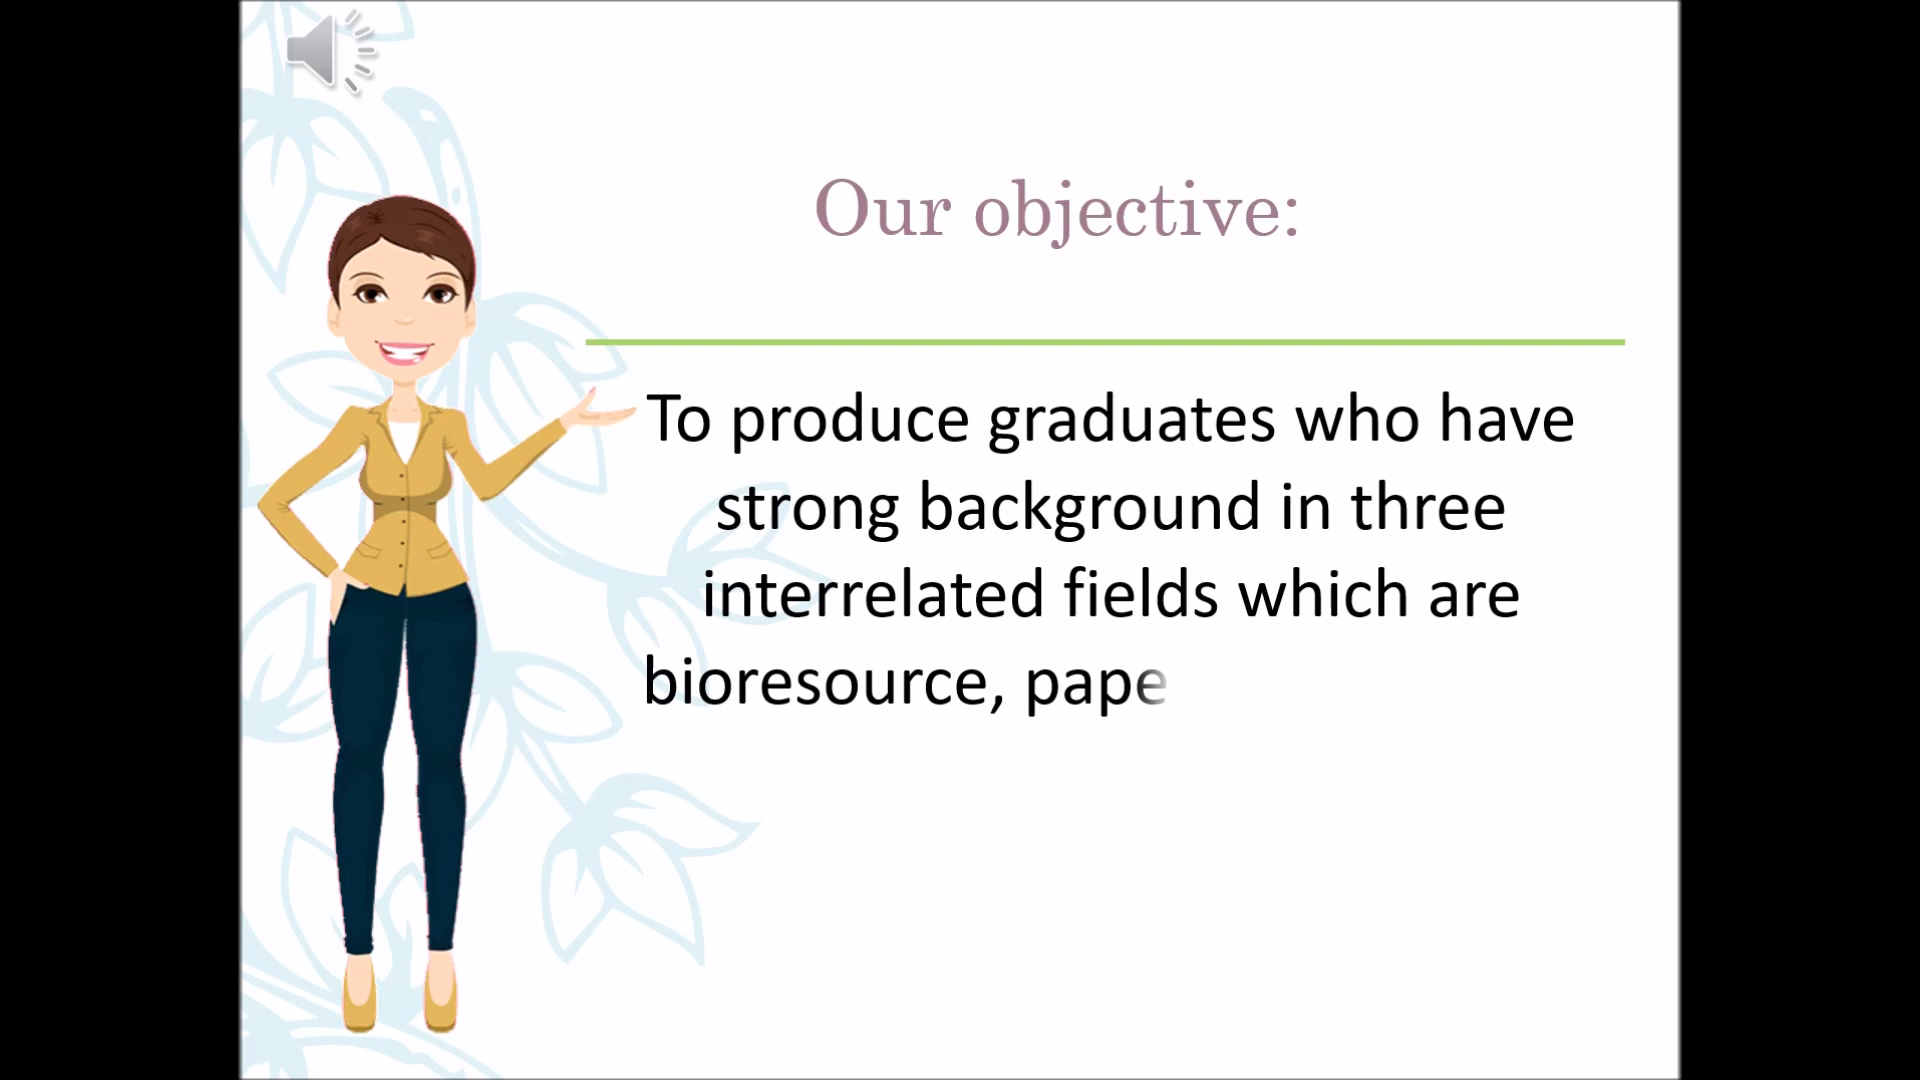 Our objective:
To produce graduates who have
strong background in three
interrelated fields which are
bioresource, pape